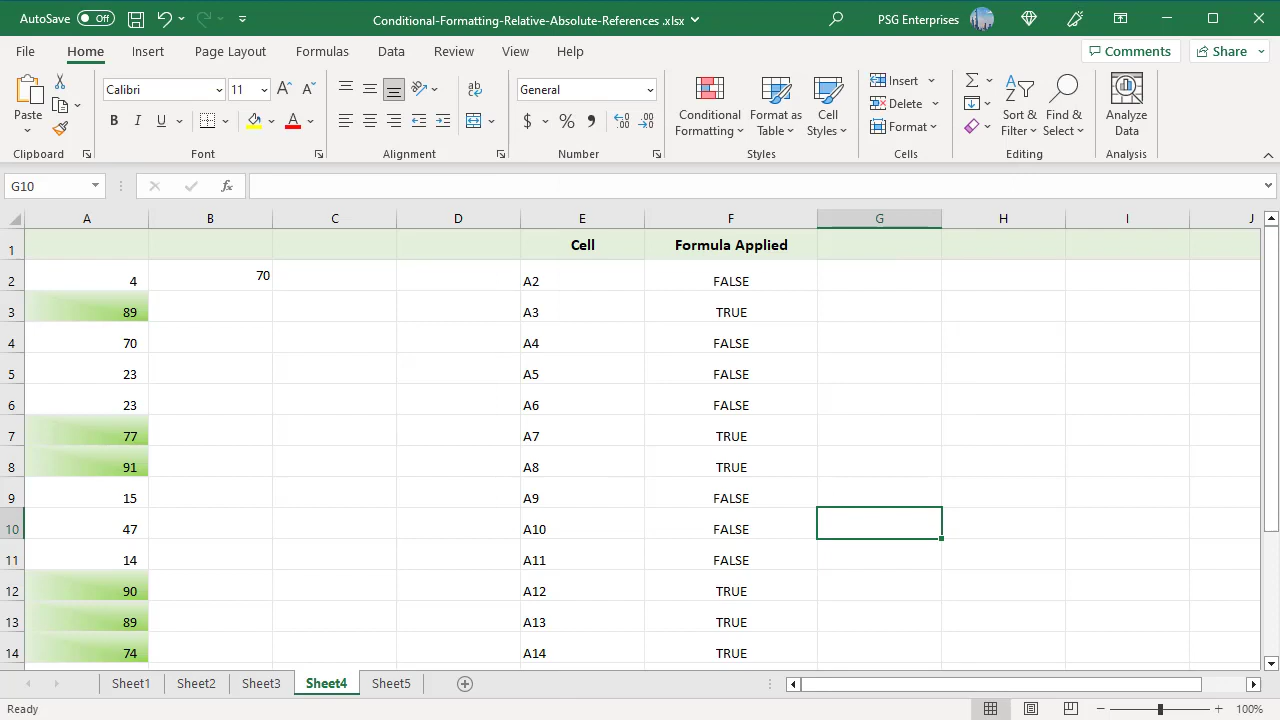 AutoSave Off Conditional-Formatting-Relative-Absolute-References .xlsx PSG Enterprises
File Home Insert Page Layout Formulas Data Review View Help Comments Share
Paste Calibri 11 General Conditional Formatting Format as Table Cell Styles Insert Delete Format Sort & Filter Find & Select Analyze Data
Clipboard Font Alignment Number Styles Cells Editing Analysis
G10 fx
A B C D E F G H I J
1 Cell Formula Applied
2 4 70 A2 FALSE
3 89 A3 TRUE
4 70 A4 FALSE
5 23 A5 FALSE
6 23 A6 FALSE
7 77 A7 TRUE
8 91 A8 TRUE
9 15 A9 FALSE
10 47 A10 FALSE
11 14 A11 FALSE
12 90 A12 TRUE
13 89 A13 TRUE
14 74 A14 TRUE
Sheet1 Sheet2 Sheet3 Sheet4 Sheet5
Ready 100%